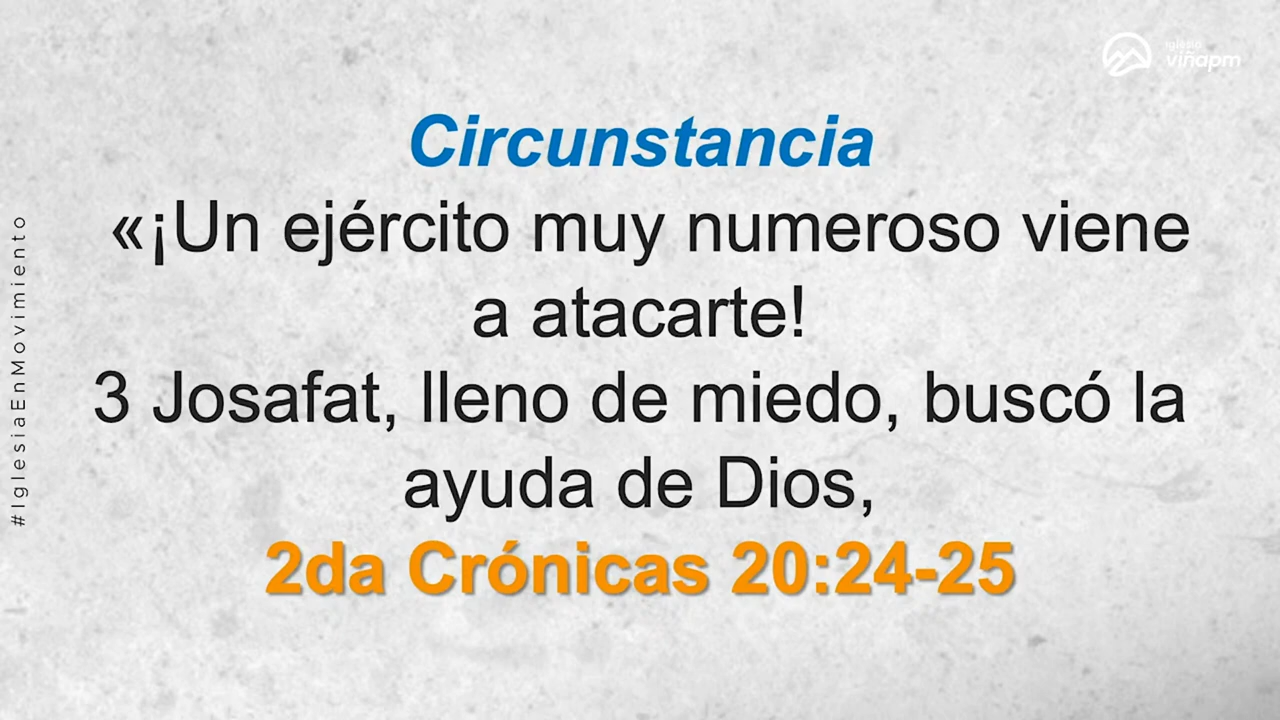 iglesia
viñapm
Circunstancia
«¡Un ejército muy numeroso viene
a atacarte!
3 Josafat, lleno de miedo, buscó la
ayuda de Dios,
2da Crónicas 20:24-25
#IglesiaEnMovimiento